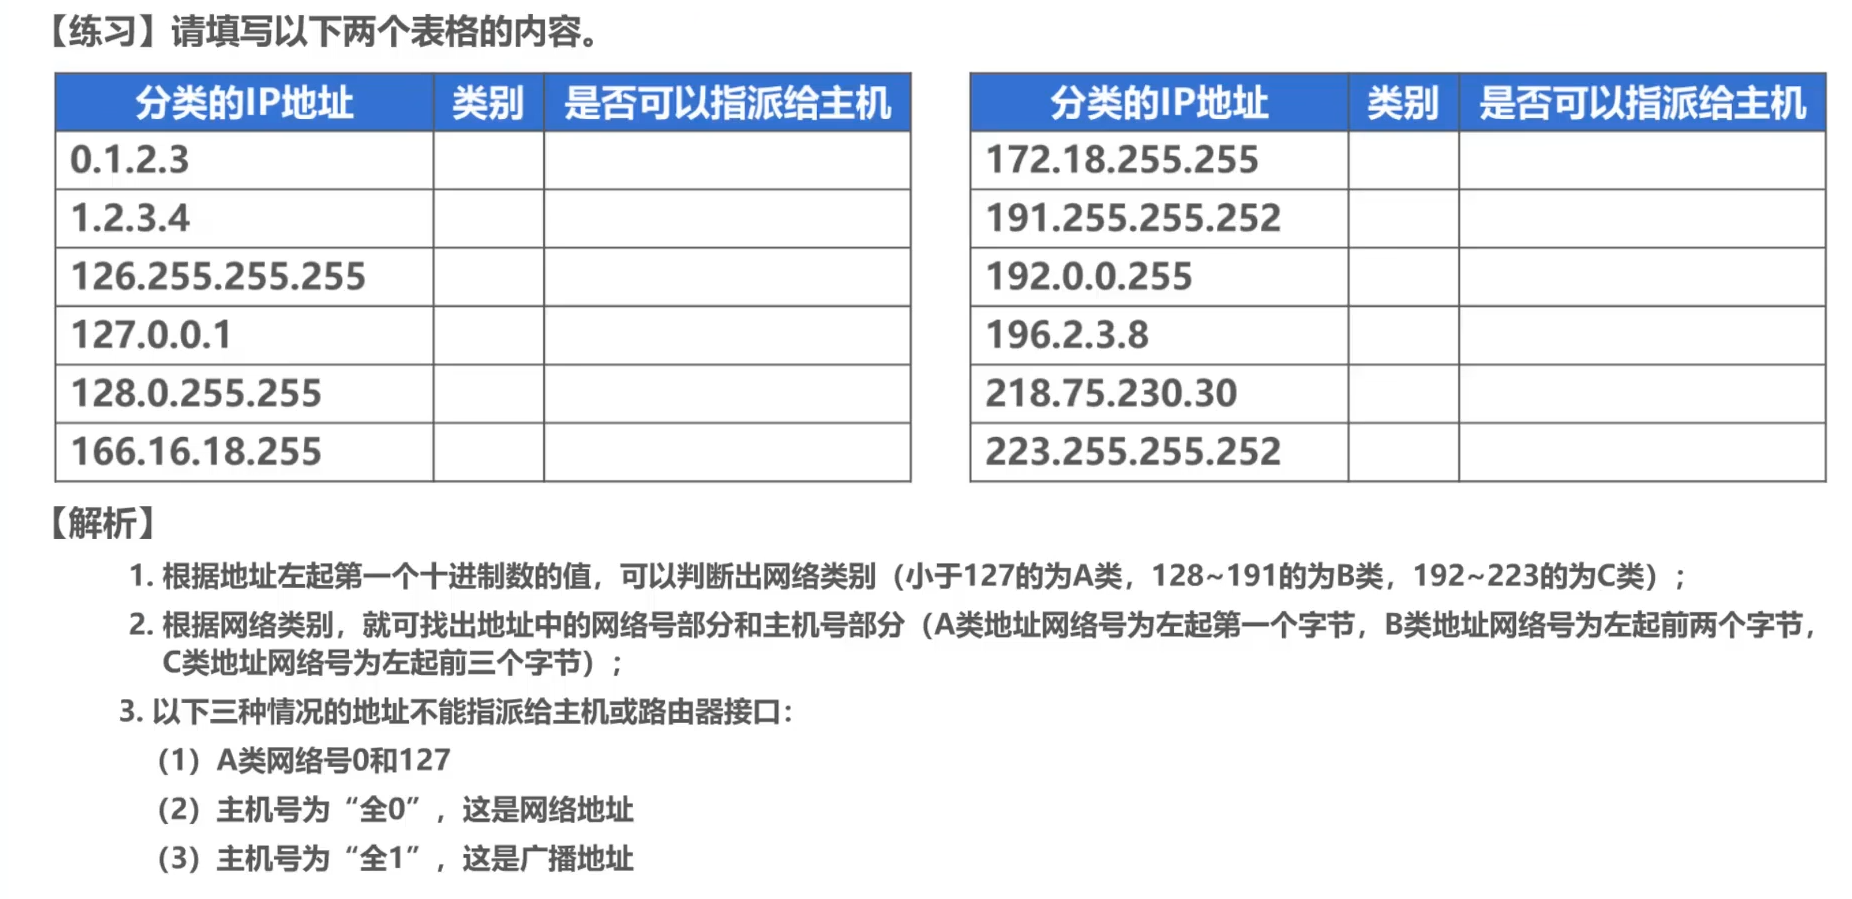 【练习】请填写以下两个表格的内容。
分类的IP地址 类别 是否可以指派给主机
0.1.2.3
1.2.3.4
126.255.255.255
127.0.0.1
128.0.255.255
166.16.18.255
分类的IP地址 类别 是否可以指派给主机
172.18.255.255
191.255.255.252
192.0.0.255
196.2.3.8
218.75.230.30
223.255.255.252
【解析】
1. 根据地址左起第一个十进制数的值，可以判断出网络类别（小于127的为A类，128~191的为B类，192~223的为C类）；
2. 根据网络类别，就可找出地址中的网络号部分和主机号部分（A类地址网络号为左起第一个字节，B类地址网络号为左起前两个字节，
C类地址网络号为左起前三个字节）；
3. 以下三种情况的地址不能指派给主机或路由器接口：
（1）A类网络号0和127
（2）主机号为“全0”，这是网络地址
（3）主机号为“全1”，这是广播地址